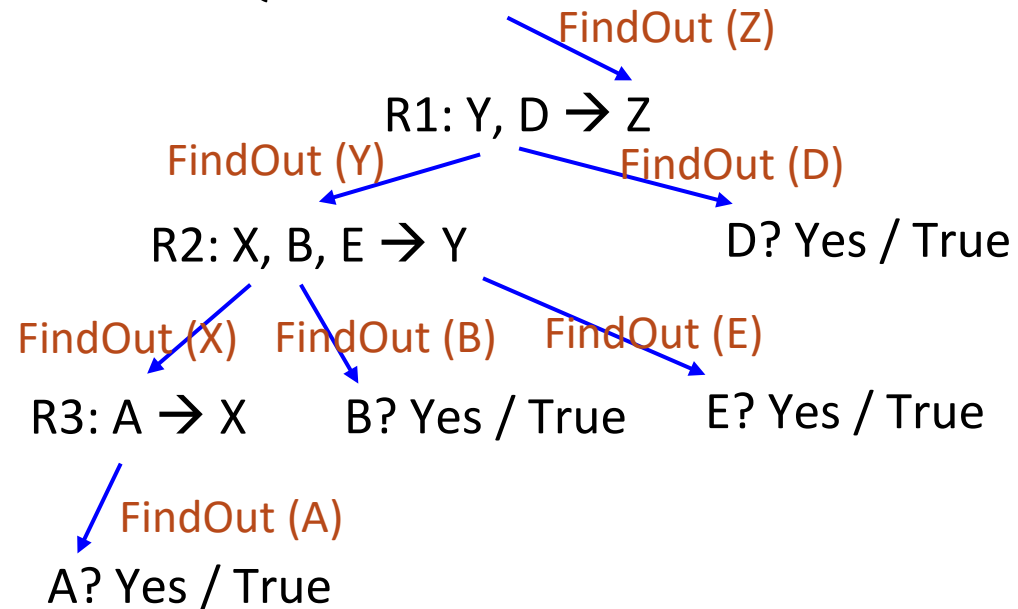 FindOut (Z)
R1: Y, D → Z
FindOut (Y)
FindOut (D)
R2: X, B, E → Y
D? Yes / True
FindOut (X)
FindOut (B)
FindOut (E)
R3: A → X
B? Yes / True
E? Yes / True
FindOut (A)
A? Yes / True